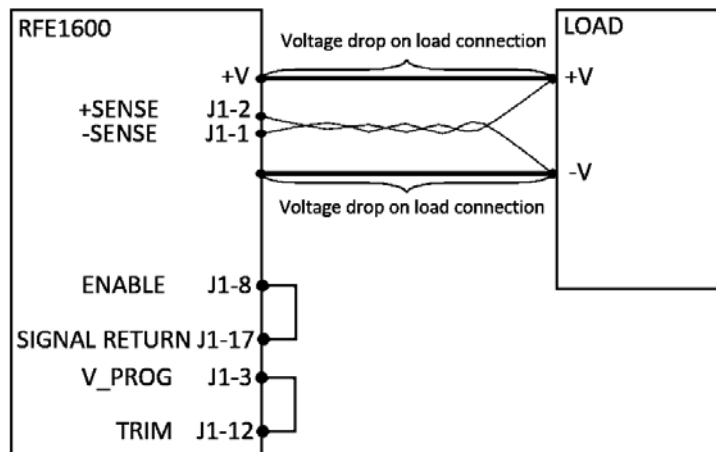 RFE1600
Voltage drop on load connection
LOAD
+V
+V
+SENSE J1-2
-SENSE J1-1
-V
Voltage drop on load connection
ENABLE J1-8
SIGNAL RETURN J1-17
V_PROG J1-3
TRIM J1-12